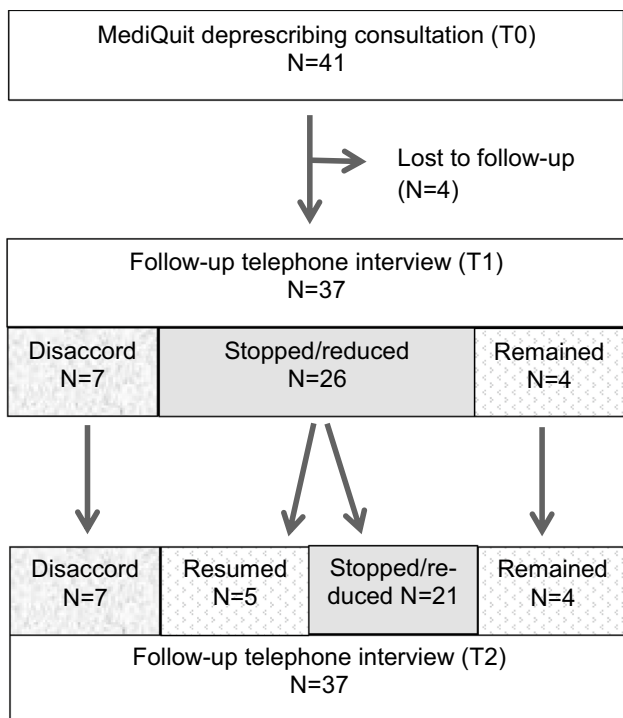 MediQuit deprescribing consultation (T0)
N=41
Lost to follow-up
(N=4)
Follow-up telephone interview (T1)
N=37
Disaccord
N=7
Stopped/reduced
N=26
Remained
N=4
Disaccord
N=7
Resumed
N=5
Stopped/re-
duced N=21
Remained
N=4
Follow-up telephone interview (T2)
N=37